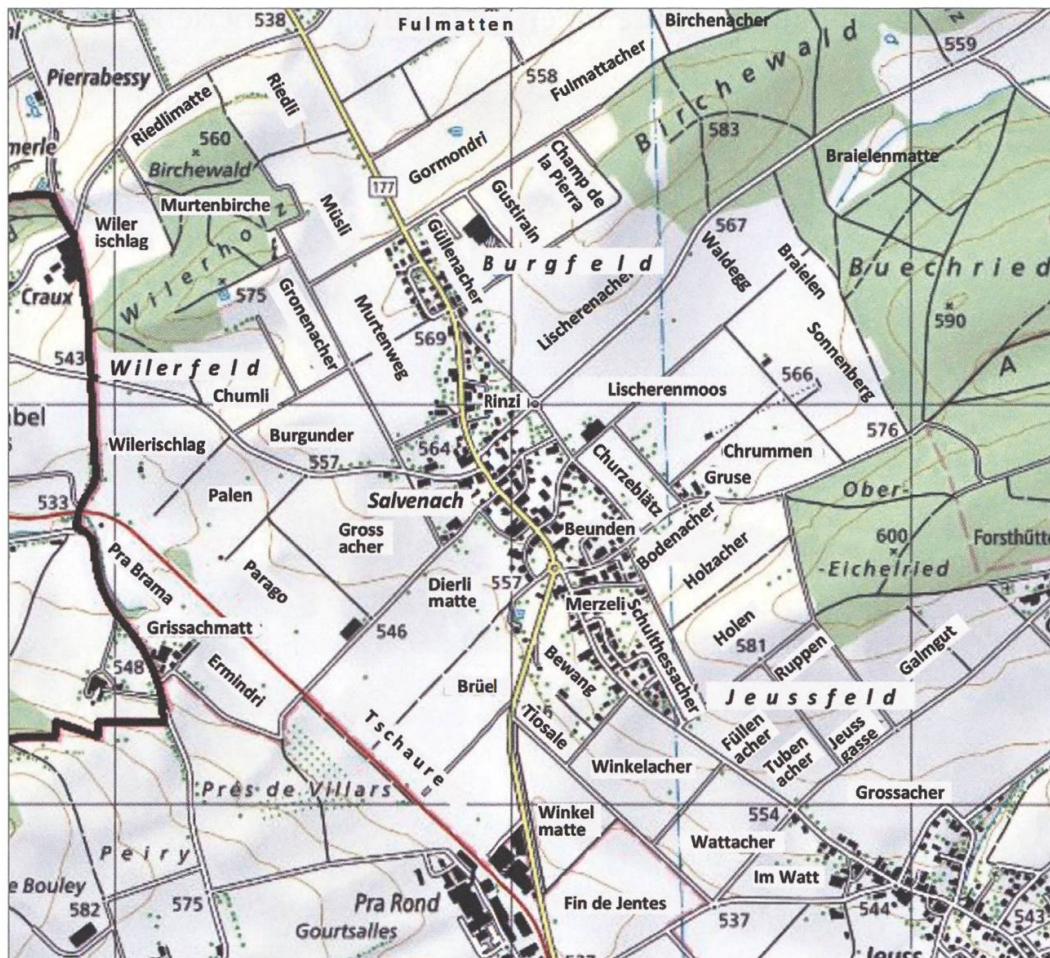 538
Fulmatten
Birchenacher
559
Pierrabessy
Riedli
558
Fulmattacher
Birchewald
Riedlimatte
560
583
merle
Birchewald
177
Gormondri
Braielenmatte
Murtenbirche
Müsli
Champ de
la Pierra
Wiler
ischlag
Gustirain
567
Güllenacher
Burgfeld
Waldegg
Braielen
Buechried
Craux
Wilerholz
575
Gronenacher
Lischerenacher
590
543
Murtenweg
569
Sonnenberg
Wilerfeld
566
A
Chumli
Rinzi
Lischerenmoos
bel
Wilerischlag
Burgunder
564
576
557
Chrummen
Palen
Salvenach
Churzeblätz
Gruse
Ober-
533
Gross
acher
Beunden
Bodenacher
600
Forsthütte
Pra Brama
Parago
Dierli
matte
557
Holzacher
-Eichelried
Merzeli
Grissachmatt
546
Schulthessacher
Holen
581
548
Ermindri
Bewang
Ruppen
Galmgut
Brüel
Jeussfeld
Tschaure
Tiosale
Füllen
acher
Jeuss
gasse
Tuben
acher
Winkelacher
Prés de Villars
Grossacher
Winkel
matte
554
Peiry
Wattacher
Im Watt
e Bouley
582
575
Pra Rond
Fin de Jentes
544
543
Gourtsalles
537
Jeuss